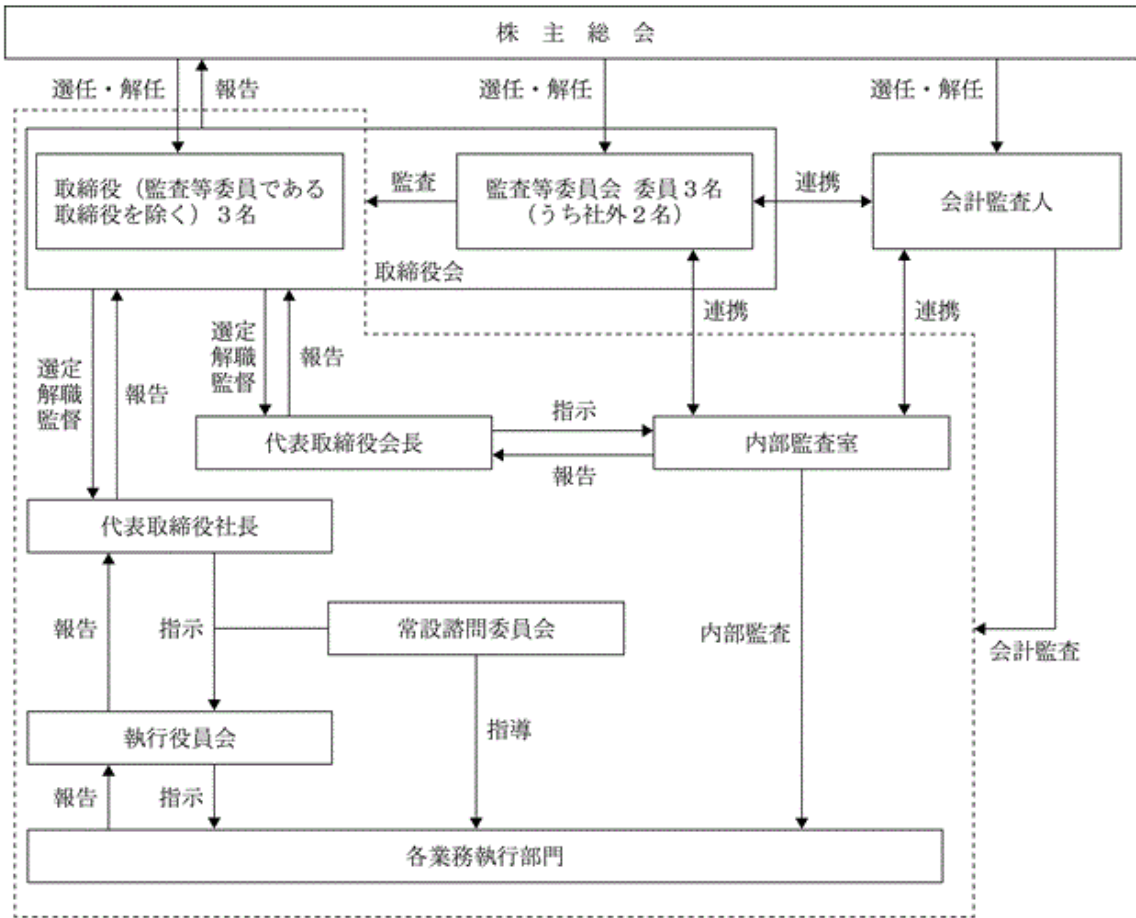 株主総会
選任・解任
報告
選任・解任
選任・解任
取締役（監査等委員である
取締役を除く）3名
監査
監査等委員会 委員3名
（うち社外2名）
連携
会計監査人
取締役会
選定
解職
監督
報告
選定
解職
監督
報告
連携
連携
代表取締役会長
指示
報告
内部監査室
代表取締役社長
報告
指示
常設諮問委員会
内部監査
会計監査
執行役員会
指導
報告
指示
各業務執行部門